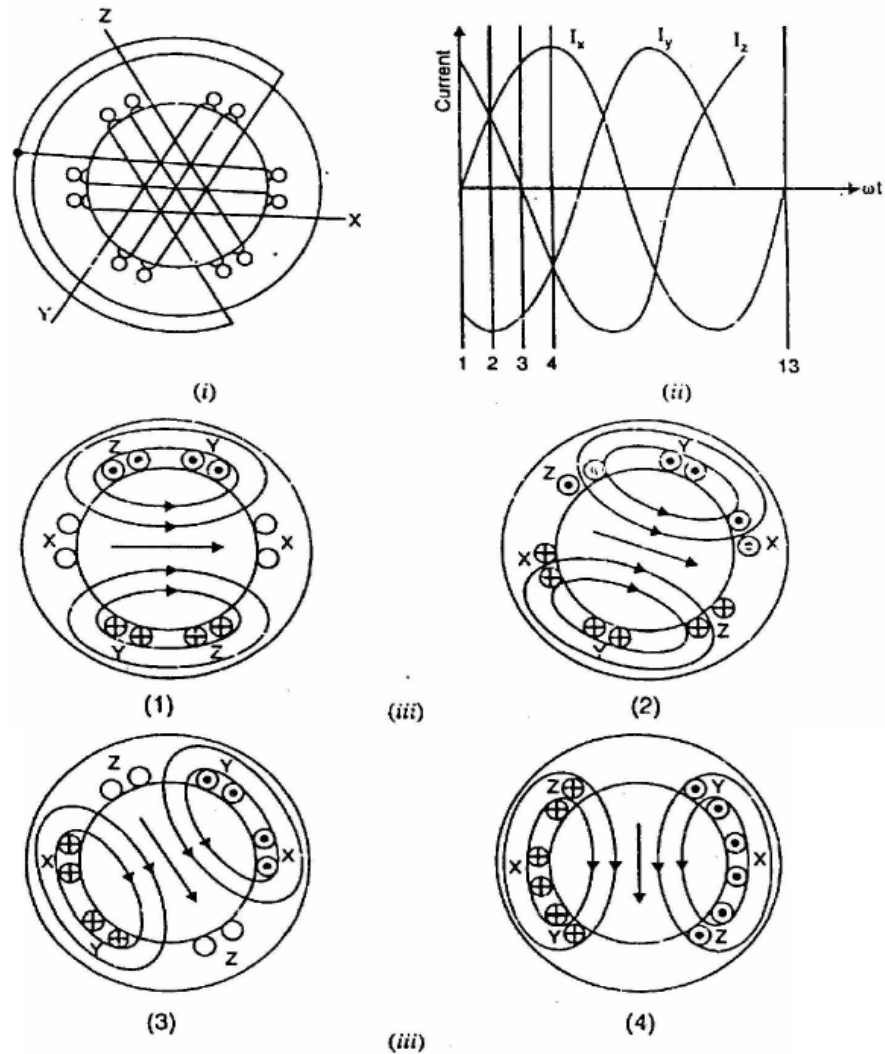 Z
Y
X
(i)
Current
Ix
Iy
Iz
ωt
1
2
3
4
13
(ii)
Z
Y
X
X
Y
Z
(1)
(iii)
Y
Z
X
X
Z
Y
(2)
Z
Y
X
X
Y
Z
(3)
(iii)
Z
Y
X
X
Y
Z
(4)